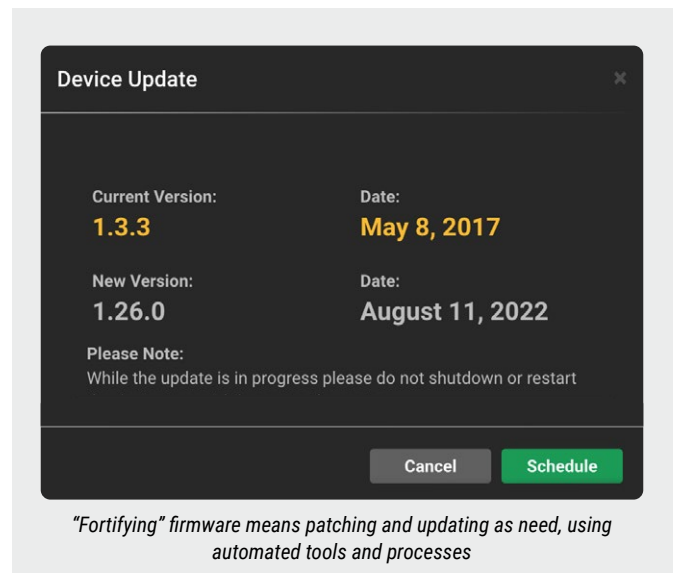 Device Update
Current Version: Date:
1.3.3 May 8, 2017
New Version: Date:
1.26.0 August 11, 2022
Please Note:
While the update is in progress please do not shutdown or restart
Cancel Schedule
“Fortifying” firmware means patching and updating as need, using
automated tools and processes